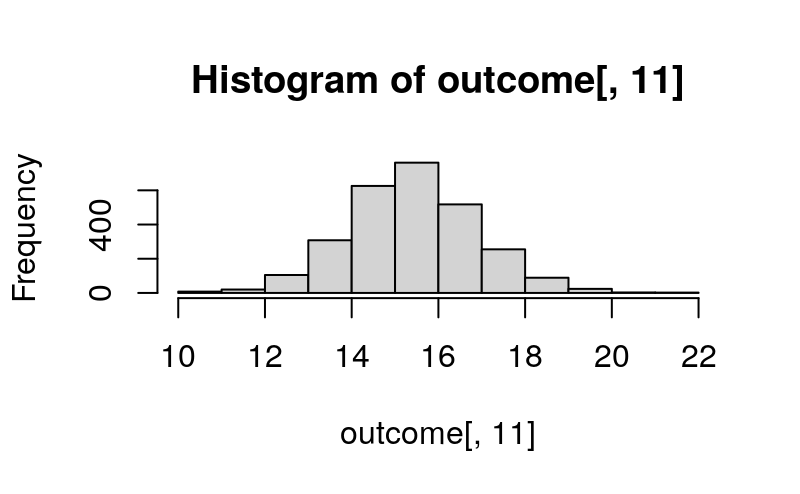 Histogram of outcome[, 11]
Frequency
400
0
10 12 14 16 18 20 22
outcome[, 11]